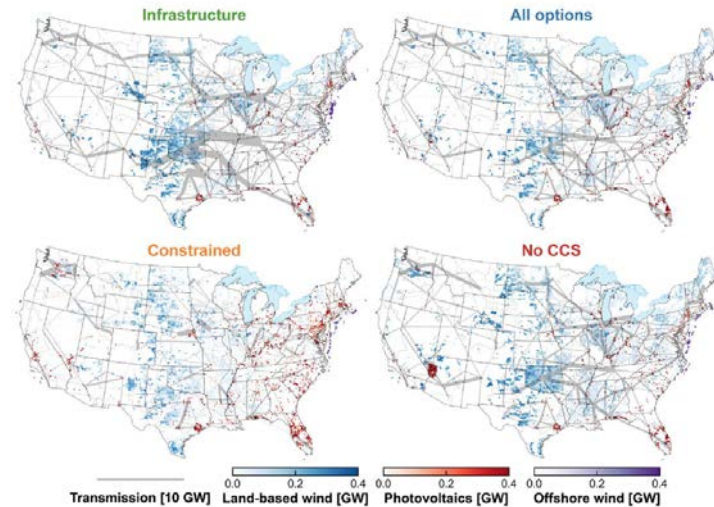 Infrastructure
All options
Constrained
No CCS
0.0 0.2 0.4 0.0 0.2 0.4 0.0 0.2 0.4
Transmission [10 GW] Land-based wind [GW] Photovoltaics [GW] Offshore wind [GW]